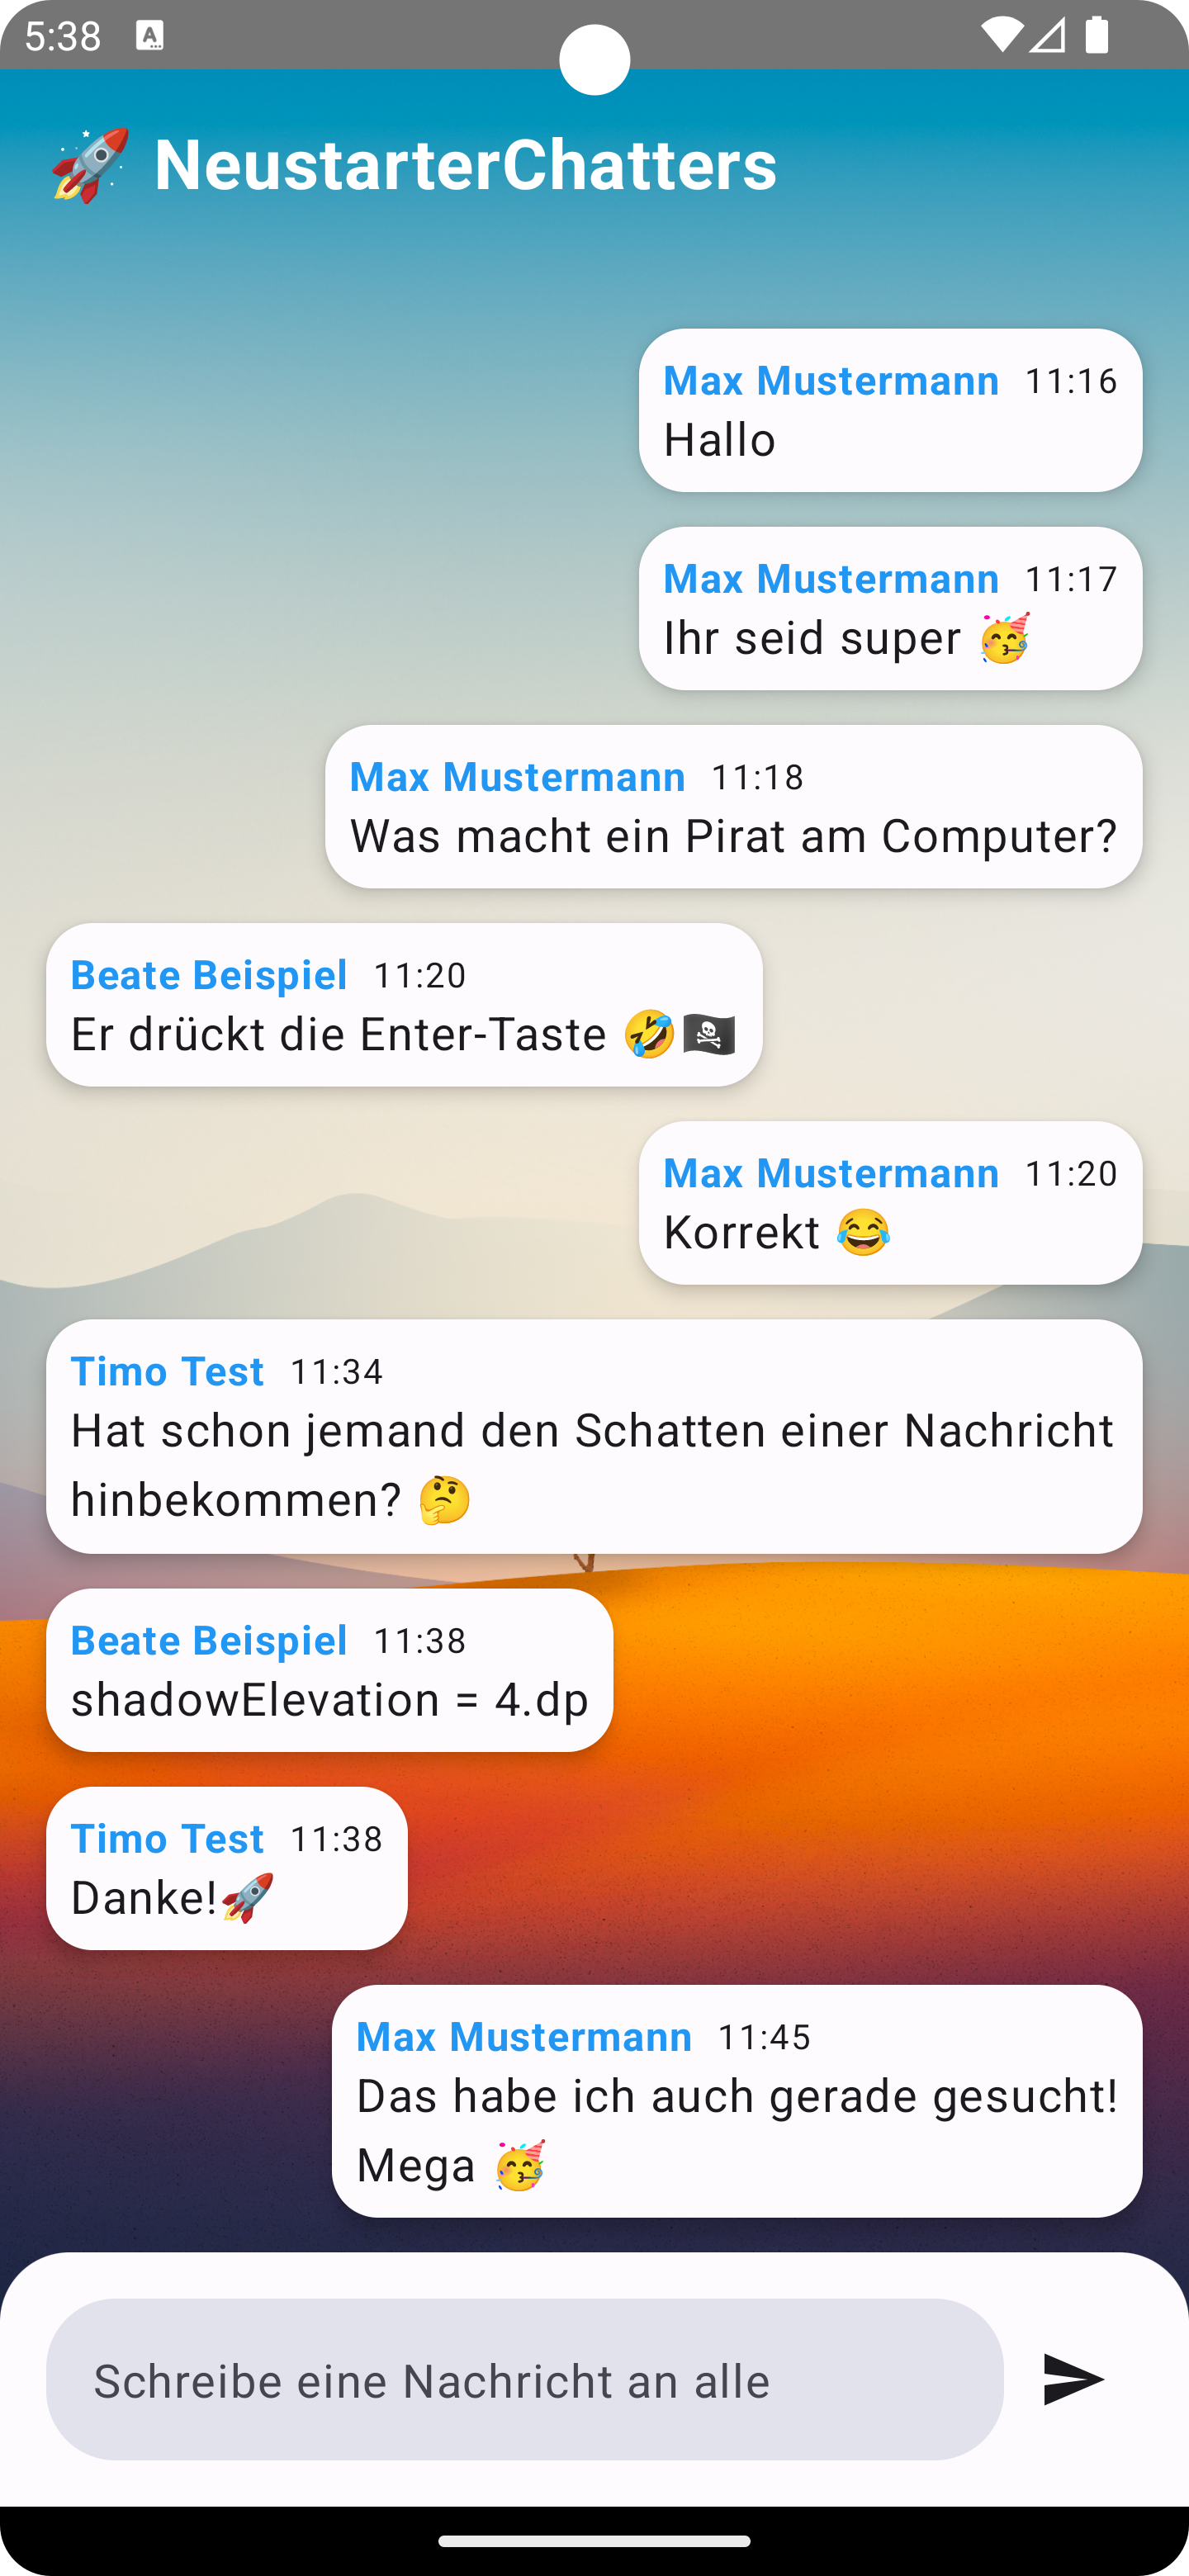 5:38
🚀 NeustarterChatters
Max Mustermann 11:16
Hallo
Max Mustermann 11:17
Ihr seid super 🥳
Max Mustermann 11:18
Was macht ein Pirat am Computer?
Beate Beispiel 11:20
Er drückt die Enter-Taste 🤣🏴‍☠️
Max Mustermann 11:20
Korrekt 😂
Timo Test 11:34
Hat schon jemand den Schatten einer Nachricht
hinbekommen? 🤔
Beate Beispiel 11:38
shadowElevation = 4.dp
Timo Test 11:38
Danke!🚀
Max Mustermann 11:45
Das habe ich auch gerade gesucht!
Mega 🥳
Schreibe eine Nachricht an alle